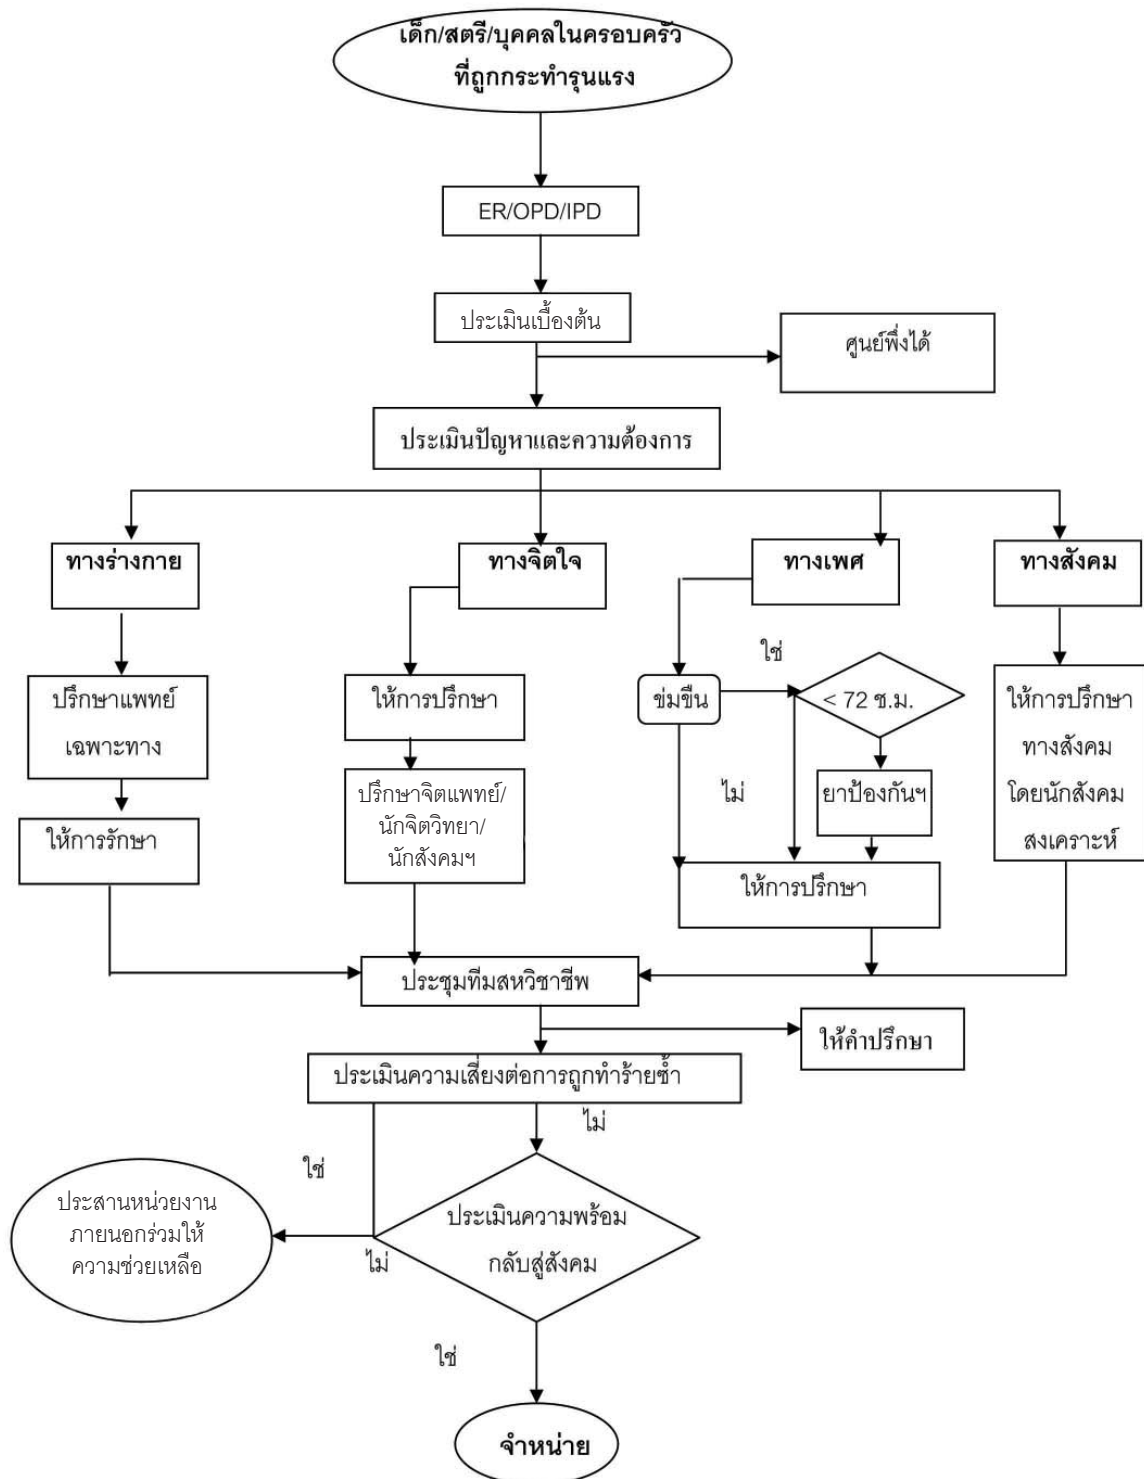 เด็ก/สตรี/บุคคลในครอบครัว
ที่ถูกกระทำรุนแรง
ER/OPD/IPD
ประเมินเบื้องต้น
ศูนย์พึ่งได้
ประเมินปัญหาและความต้องการ
ทางร่างกาย
ทางจิตใจ
ทางเพศ
ทางสังคม
ปรึกษาแพทย์
เฉพาะทาง
ให้การรักษา
ให้การปรึกษา
ปรึกษาจิตแพทย์/
นักจิตวิทยา/
นักสังคมฯ
ข่มขืน
ใช่
< 72 ช.ม.
ไม่
ยาป้องกันฯ
ให้การปรึกษา
ให้การปรึกษา
ทางสังคม
โดยนักสังคม
สงเคราะห์
ประชุมทีมสหวิชาชีพ
ให้คำปรึกษา
ประเมินความเสี่ยงต่อการถูกทำร้ายซ้ำ
ไม่
ใช่
ประสานหน่วยงาน
ภายนอกร่วมให้
ความช่วยเหลือ
ประเมินความพร้อม
กลับสู่สังคม
ไม่
ใช่
จำหน่าย